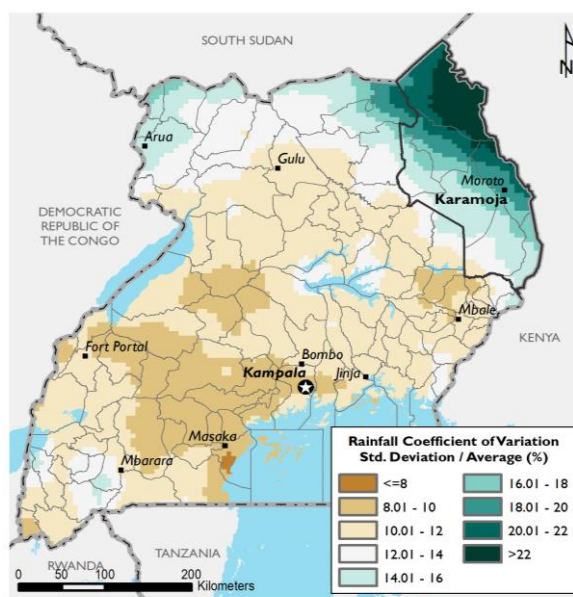 SOUTH SUDAN
N
Arua
Gulu
Moroto
Karamoja
DEMOCRATIC
REPUBLIC OF
THE CONGO
Mbale
KENYA
Fort Portal
Bombo
Kampala
Jinja
Masaka
Mbarara
RWANDA
TANZANIA
0 50 100 200
Kilometers
Rainfall Coefficient of Variation
Std. Deviation / Average (%)
<=8
8.01 - 10
10.01 - 12
12.01 - 14
14.01 - 16
16.01 - 18
18.01 - 20
20.01 - 22
>22